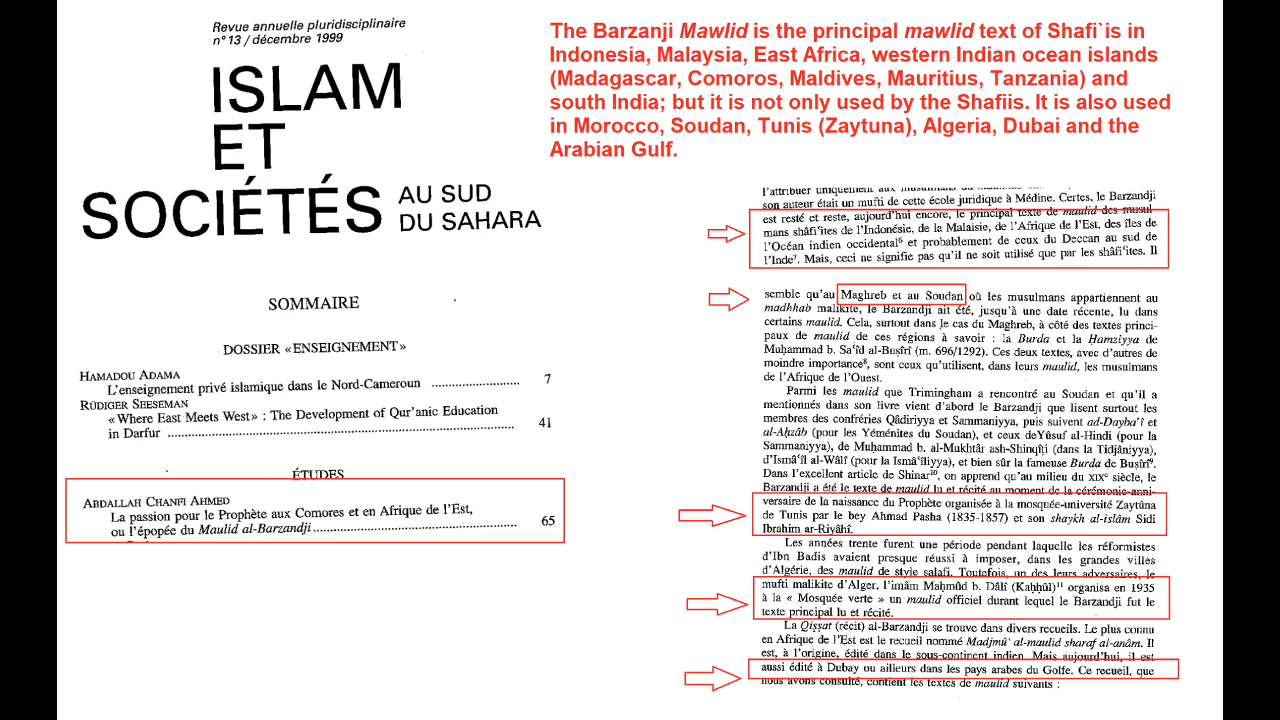 Revue annuelle pluridisciplinaire
n° 13 / décembre 1999
ISLAM
ET
SOCIÉTÉS AU SUD
DU SAHARA
SOMMAIRE
DOSSIER «ENSEIGNEMENT»
HAMADOU ADAMA
L'enseignement privé islamique dans le Nord-Cameroun .......................... 7
RÜDIGER SEESEMAN
«Where East Meets West» : The Development of Qur'anic Education
in Darfur .......................... 41
ÉTUDES
ABDALLAH CHANFI AHMED
La passion pour le Prophète aux Comores et en Afrique de l'Est,
ou l'épopée du Maulid al-Barzandji .......................... 65
The Barzanji Mawlid is the principal mawlid text of Shafi`is in
Indonesia, Malaysia, East Africa, western Indian ocean islands
(Madagascar, Comoros, Maldives, Mauritius, Tanzania) and
south India; but it is not only used by the Shafiis. It is also used
in Morocco, Soudan, Tunis (Zaytuna), Algeria, Dubai and the
Arabian Gulf.
l'attribuer uniquement aux musulmans du
son auteur était un mufti de cette école juridique à Médine. Certes, le Barzandji
est resté et reste, aujourd'hui encore, le principal texte de maulid des musul-
mans shâfi'ites de l'Indonésie, de la Malaisie, de l'Afrique de l'Est, des îles de
l'Océan indien occidental⁶ et probablement de ceux du Deccan au sud de
l'Inde⁷. Mais, ceci ne signifie pas qu'il ne soit utilisé que par les shâfi'ites. Il
semble qu'au Maghreb et au Soudan où les musulmans appartiennent au
madhhab malikite, le Barzandji ait été, jusqu'à une date récente, lu dans
certains maulid. Cela, surtout dans le cas du Maghreb, à côté des textes princi-
paux de maulid de ces régions à savoir : la Burda et la Hamziyya de
Muḥammad b. Sa'îd al-Buṣîrî (m. 696/1292). Ces deux textes, avec d'autres de
moindre importance⁸, sont ceux qu'utilisent, dans leurs maulid, les musulmans
de l'Afrique de l'Ouest.
Parmi les maulid que Trimingham a rencontré au Soudan et qu'il a
mentionnés dans son livre vient d'abord le Barzandji que lisent surtout les
membres des confréries Qâdiriyya et Sammaniyya, puis suivent ad-Dayba'î et
al-Aḥzâb (pour les Yéménites du Soudan), et ceux deYûsuf al-Hindi (pour la
Sammaniyya), de Muḥammad b. al-Mukhtâr ash-Shinqîṭi (dans la Tidjâniyya),
d'Ismâ'îl al-Wâlî (pour la Ismâ'îliyya), et bien sûr la fameuse Burda de Buṣîrî⁹.
Dans l'excellent article de Shinar¹⁰, on apprend qu'au milieu du XIXᵉ siècle, le
Barzandji a été le texte de maulid lu et récité au moment de la cérémonie-anni-
versaire de la naissance du Prophète organisée à la mosquée-université Zaytûna
de Tunis par le bey Ahmad Pasha (1835-1857) et son shaykh al-islâm Sidi
Ibrahim ar-Riyâhî.
Les années trente furent une période pendant laquelle les réformistes
d'Ibn Badis avaient presque réussi à imposer, dans les grandes villes
d'Algérie, des maulid de style salafi. Toutefois, un des leurs adversaires, le
mufti malikite d'Alger, l'imâm Maḥmûd b. Dâlî (Kaḥḥûl)¹¹ organisa en 1935
à la « Mosquée verte » un maulid officiel durant lequel le Barzandji fut le
texte principal lu et récité.
La Qiṣṣat (récit) al-Barzandji se trouve dans divers recueils. Le plus connu
en Afrique de l'Est est le recueil nommé Madjmû' al-maulid sharaf al-anâm. Il
est, à l'origine, édité dans le sous-continent indien. Mais aujourd'hui, il est
aussi édité à Dubay ou ailleurs dans les pays arabes du Golfe. Ce recueil, que
nous avons consulté, contient les textes de maulid suivants :